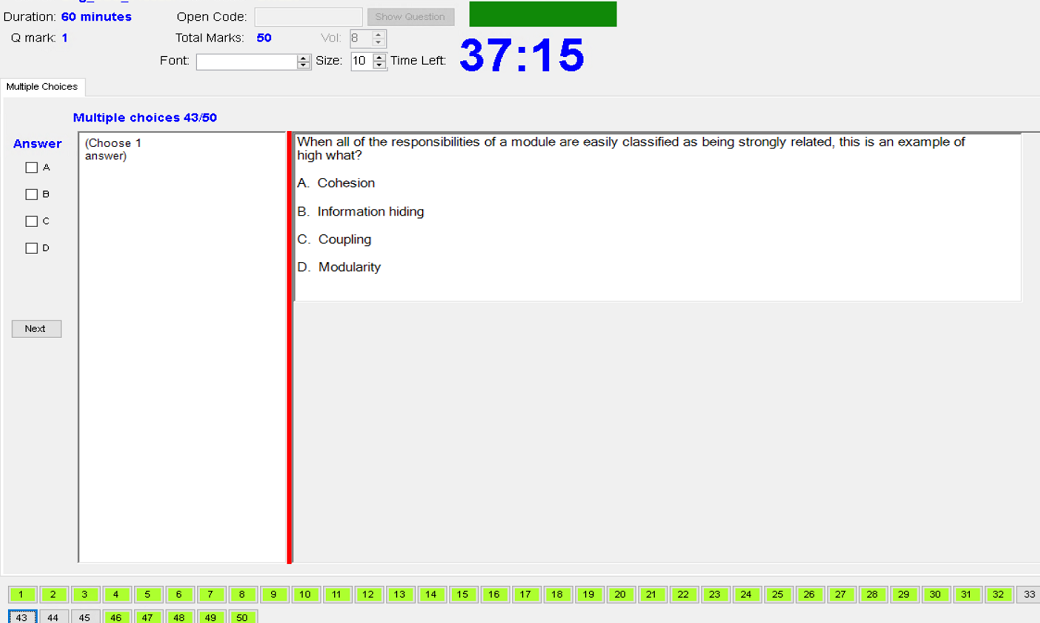 Duration: 60 minutes Open Code: Show Question
Q mark: 1 Total Marks: 50 Vol: 8
Font: Size: 10 Time Left: 37:15
Multiple Choices
Multiple choices 43/50
Answer
A
B
C
D
Next
(Choose 1
answer)
When all of the responsibilities of a module are easily classified as being strongly related, this is an example of
high what?
A. Cohesion
B. Information hiding
C. Coupling
D. Modularity
1 2 3 4 5 6 7 8 9 10 11 12 13 14 15 16 17 18 19 20 21 22 23 24 25 26 27 28 29 30 31 32 33
43 44 45 46 47 48 49 50